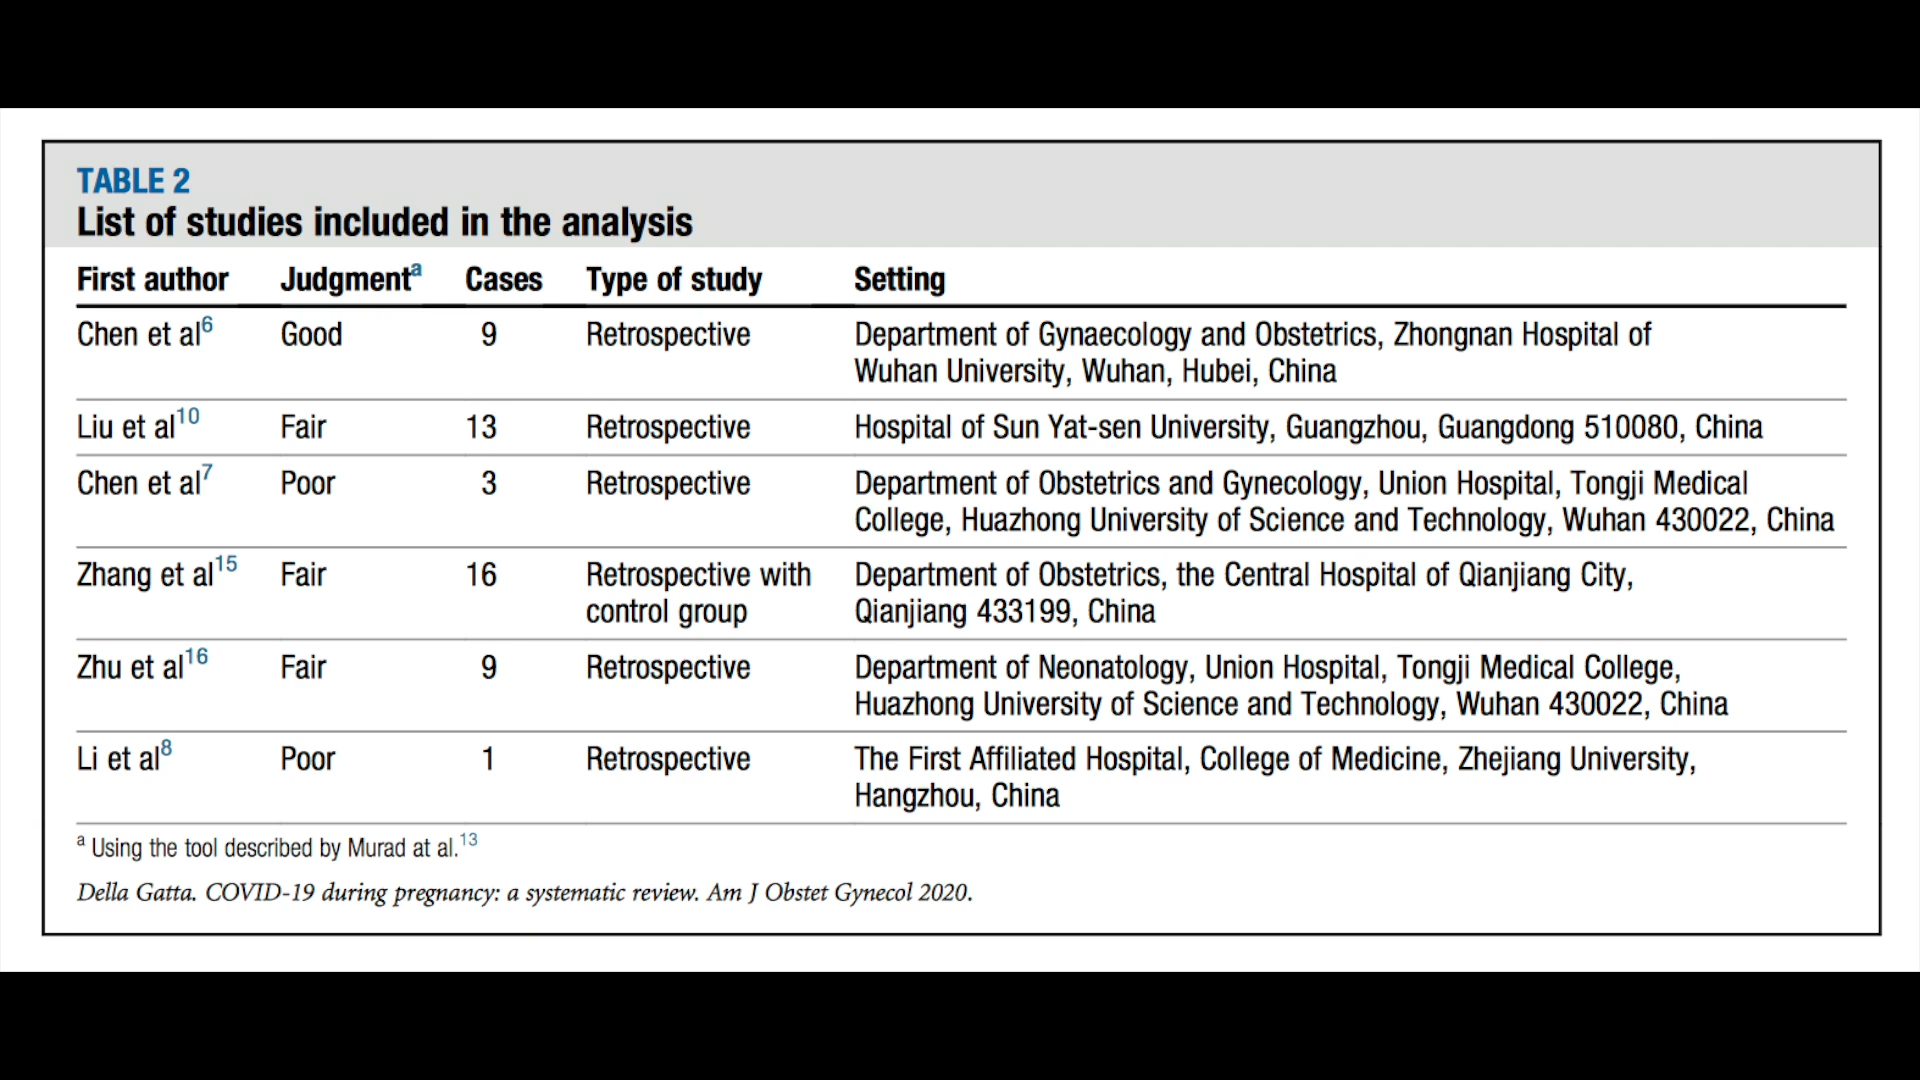 TABLE 2
List of studies included in the analysis
First author Judgmentᵃ Cases Type of study Setting
Chen et al⁶ Good 9 Retrospective Department of Gynaecology and Obstetrics, Zhongnan Hospital of
Wuhan University, Wuhan, Hubei, China
Liu et al¹⁰ Fair 13 Retrospective Hospital of Sun Yat-sen University, Guangzhou, Guangdong 510080, China
Chen et al⁷ Poor 3 Retrospective Department of Obstetrics and Gynecology, Union Hospital, Tongji Medical
College, Huazhong University of Science and Technology, Wuhan 430022, China
Zhang et al¹⁵ Fair 16 Retrospective with Department of Obstetrics, the Central Hospital of Qianjiang City,
control group Qianjiang 433199, China
Zhu et al¹⁶ Fair 9 Retrospective Department of Neonatology, Union Hospital, Tongji Medical College,
Huazhong University of Science and Technology, Wuhan 430022, China
Li et al⁸ Poor 1 Retrospective The First Affiliated Hospital, College of Medicine, Zhejiang University,
Hangzhou, China
ᵃ Using the tool described by Murad at al.¹³
Della Gatta. COVID-19 during pregnancy: a systematic review. Am J Obstet Gynecol 2020.